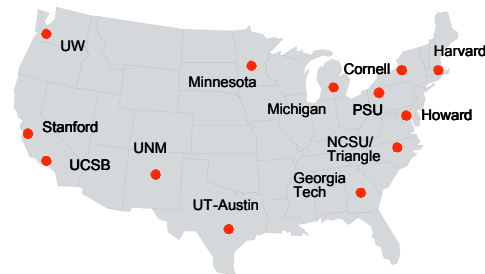 UW
Harvard
Cornell
Minnesota
Michigan
PSU
Howard
Stanford
UNM
NCSU/
Triangle
UCSB
Georgia
Tech
UT-Austin